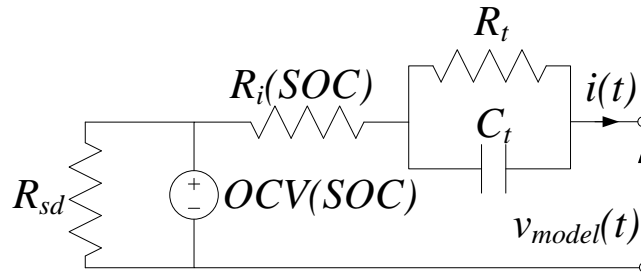 R_t
R_i(SOC)
i(t)
C_t
+
−
R_sd
OCV(SOC)
v_model(t)